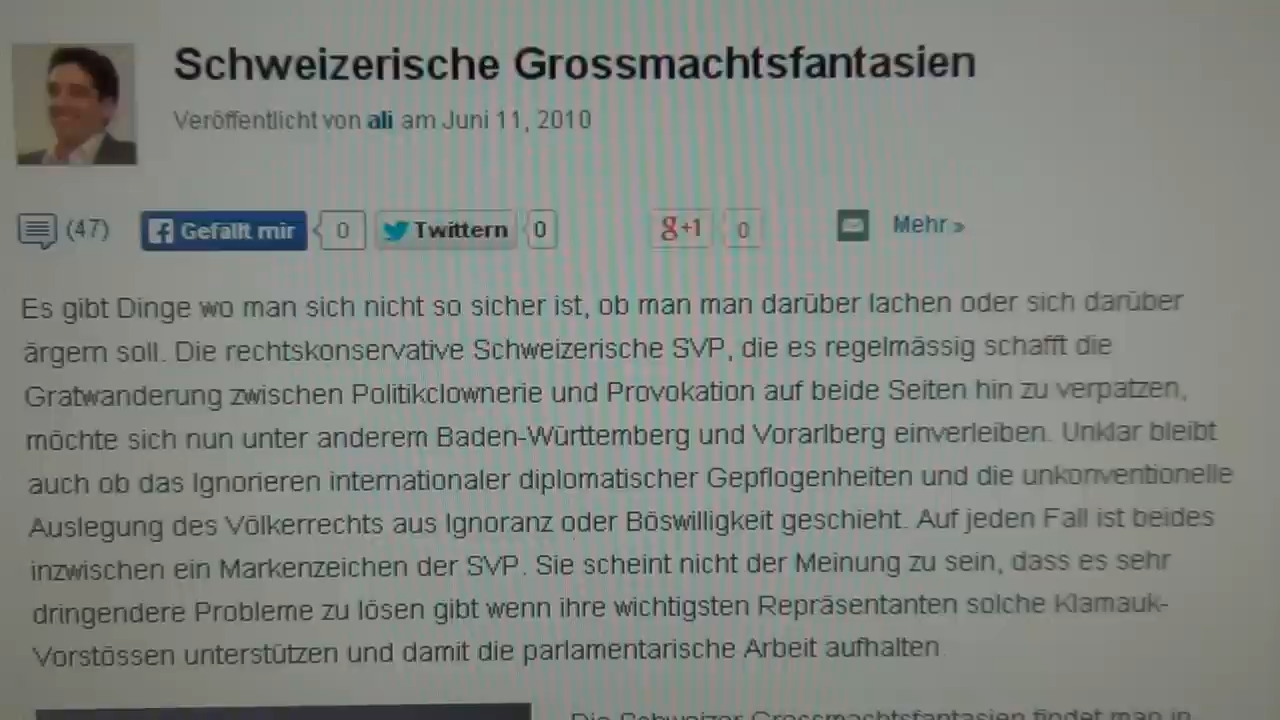 Schweizerische Grossmachtsfantasien
Veröffentlicht von ali am Juni 11, 2010
(47) Gefällt mir 0 Twittern 0 g+1 0 Mehr »
Es gibt Dinge wo man sich nicht so sicher ist, ob man man darüber lachen oder sich darüber
ärgern soll. Die rechtskonservative Schweizerische SVP, die es regelmässig schafft die
Gratwanderung zwischen Politikclownerie und Provokation auf beide Seiten hin zu verpatzen,
möchte sich nun unter anderem Baden-Württemberg und Vorarlberg einverleiben. Unklar bleibt
auch ob das Ignorieren internationaler diplomatischer Gepflogenheiten und die unkonventionelle
Auslegung des Völkerrechts aus Ignoranz oder Böswilligkeit geschieht. Auf jeden Fall ist beides
inzwischen ein Markenzeichen der SVP. Sie scheint nicht der Meinung zu sein, dass es sehr
dringendere Probleme zu lösen gibt wenn ihre wichtigsten Repräsentanten solche Klamauk-
Vorstössen unterstützen und damit die parlamentarische Arbeit aufhalten
Die Schweizer Grossmachtsfantasien findet man in